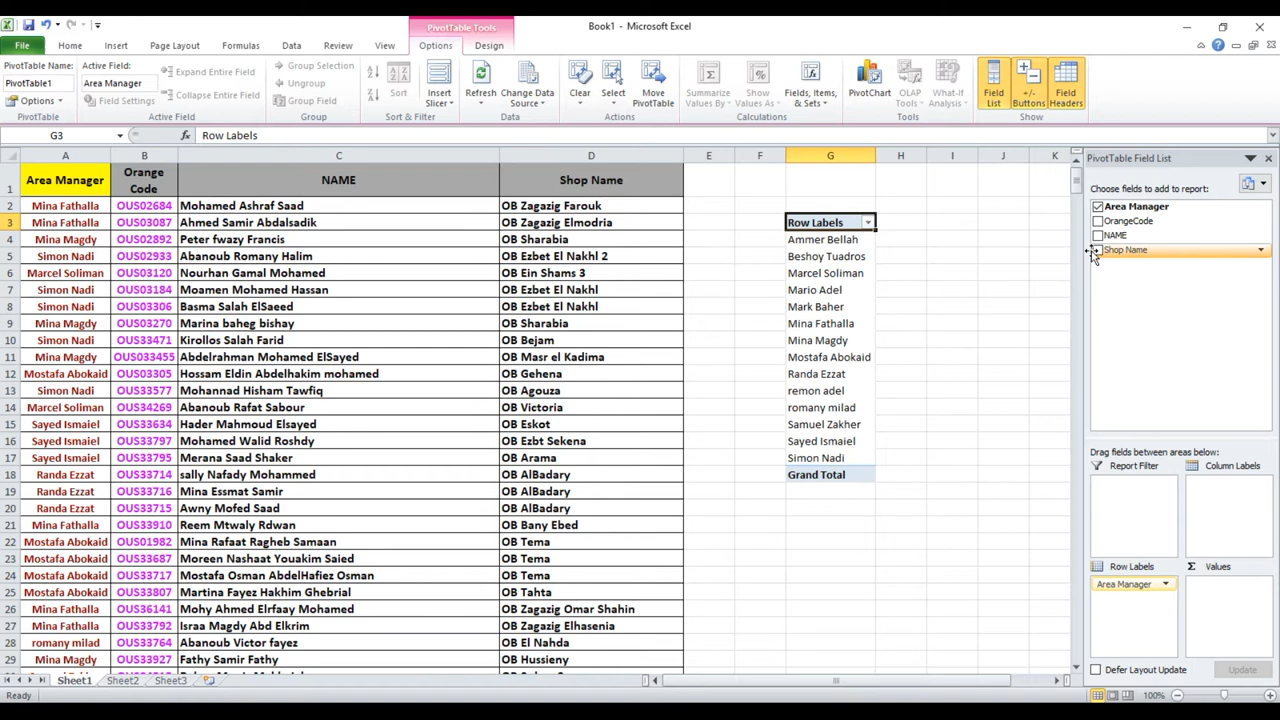 Book1 - Microsoft Excel
PivotTable Tools
File Home Insert Page Layout Formulas Data Review View Options Design
PivotTable Name:
PivotTable1
Options
PivotTable
Active Field:
Area Manager
Field Settings
Expand Entire Field
Collapse Entire Field
Active Field
Group Selection
Ungroup
Group Field
Group
Sort
Insert Slicer
Sort & Filter
Refresh
Change Data Source
Data
Clear
Select
Move PivotTable
Actions
Summarize Values By
Show Values As
Fields, Items, & Sets
Calculations
PivotChart
OLAP Tools
What-If Analysis
Tools
Field List
+/- Buttons
Field Headers
Show
G3 fx Row Labels
A B C D E F G H I J K
1 Area Manager Orange Code NAME Shop Name
2 Mina Fathalla OUS02684 Mohamed Ashraf Saad OB Zagazig Farouk
3 Mina Fathalla OUS03087 Ahmed Samir Abdalsadik OB Zagazig Elmodria Row Labels
4 Mina Magdy OUS02892 Peter fwazy Francis OB Sharabia Ammer Bellah
5 Simon Nadi OUS02933 Abanoub Romany Halim OB Ezbet El Nakhl 2 Beshoy Tuadros
6 Marcel Soliman OUS03120 Nourhan Gamal Mohamed OB Ein Shams 3 Marcel Soliman
7 Simon Nadi OUS03184 Moamen Mohamed Hassan OB Ezbet El Nakhl Mario Adel
8 Simon Nadi OUS03306 Basma Salah ElSaeed OB Ezbet El Nakhl Mark Baher
9 Mina Magdy OUS03270 Marina baheg bishay OB Sharabia Mina Fathalla
10 Simon Nadi OUS33471 Kirollos Salah Farid OB Bejam Mina Magdy
11 Mina Magdy OUS033455 Abdelrahman Mohamed ElSayed OB Masr el Kadima Mostafa Abokaid
12 Mostafa Abokaid OUS03305 Hossam Eldin Abdelhakim mohamed OB Gehena Randa Ezzat
13 Simon Nadi OUS33577 Mohannad Hisham Tawfiq OB Agouza remon adel
14 Marcel Soliman OUS34269 Abanoub Rafat Sabour OB Victoria romany milad
15 Sayed Ismaiel OUS33634 Hader Mahmoud Elsayed OB Eskot Samuel Zakher
16 Sayed Ismaiel OUS33797 Mohamed Walid Roshdy OB Ezbt Sekena Sayed Ismaiel
17 Sayed Ismaiel OUS33795 Merana Saad Shaker OB Arama Simon Nadi
18 Randa Ezzat OUS33714 sally Nafady Mohammed OB AlBadary Grand Total
19 Randa Ezzat OUS33716 Mina Essmat Samir OB AlBadary
20 Randa Ezzat OUS33715 Awny Mofed Saad OB AlBadary
21 Mina Fathalla OUS33910 Reem Mtwaly Rdwan OB Bany Ebed
22 Mostafa Abokaid OUS01982 Mina Rafaat Ragheb Samaan OB Tema
23 Mostafa Abokaid OUS33687 Moreen Nashaat Youakim Saied OB Tema
24 Mostafa Abokaid OUS33717 Mostafa Osman AbdelHafiez Osman OB Tema
25 Mostafa Abokaid OUS33807 Martina Fayez Hakhim Ghebrial OB Tahta
26 Mina Fathalla OUS36141 Mohy Ahmed Elrfaay Mohamed OB Zagazig Omar Shahin
27 Mina Fathalla OUS33792 Israa Magdy Abd Elkrim OB Zagazig Elhasenia
28 romany milad OUS33764 Abanoub Victor fayez OB El Nahda
29 Mina Magdy OUS33927 Fathy Samir Fathy OB Hussieny
PivotTable Field List
Choose fields to add to report:
Area Manager
OrangeCode
NAME
Shop Name
Drag fields between areas below:
Report Filter Column Labels
Row Labels Σ Values
Area Manager
Defer Layout Update Update
Sheet1 Sheet2 Sheet3
Ready 100%